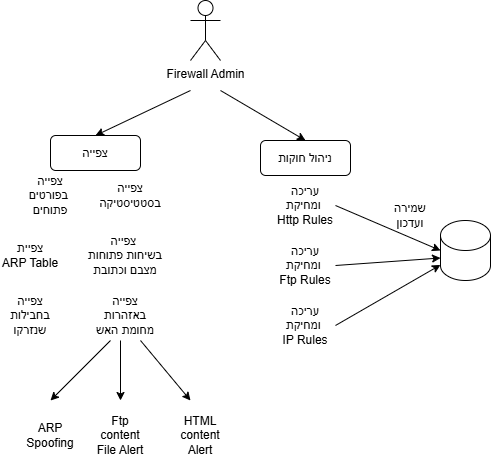 Firewall Admin
צפייה
ניהול חוקות
צפייה
בפורטים
פתוחים
צפייה
בסטטיסטיקה
צפיית
ARP Table
צפייה
בשיחות פתוחות
מצבם וכתובת
צפייה
בחבילות
שנזרקו
צפייה
באזהרות
מחומת האש
ARP
Spoofing
Ftp
content
File Alert
HTML
content
Alert
עריכה
ומחיקת
Http Rules
עריכה
ומחיקת
Ftp Rules
עריכה
ומחיקת
IP Rules
שמירה
ועדכון